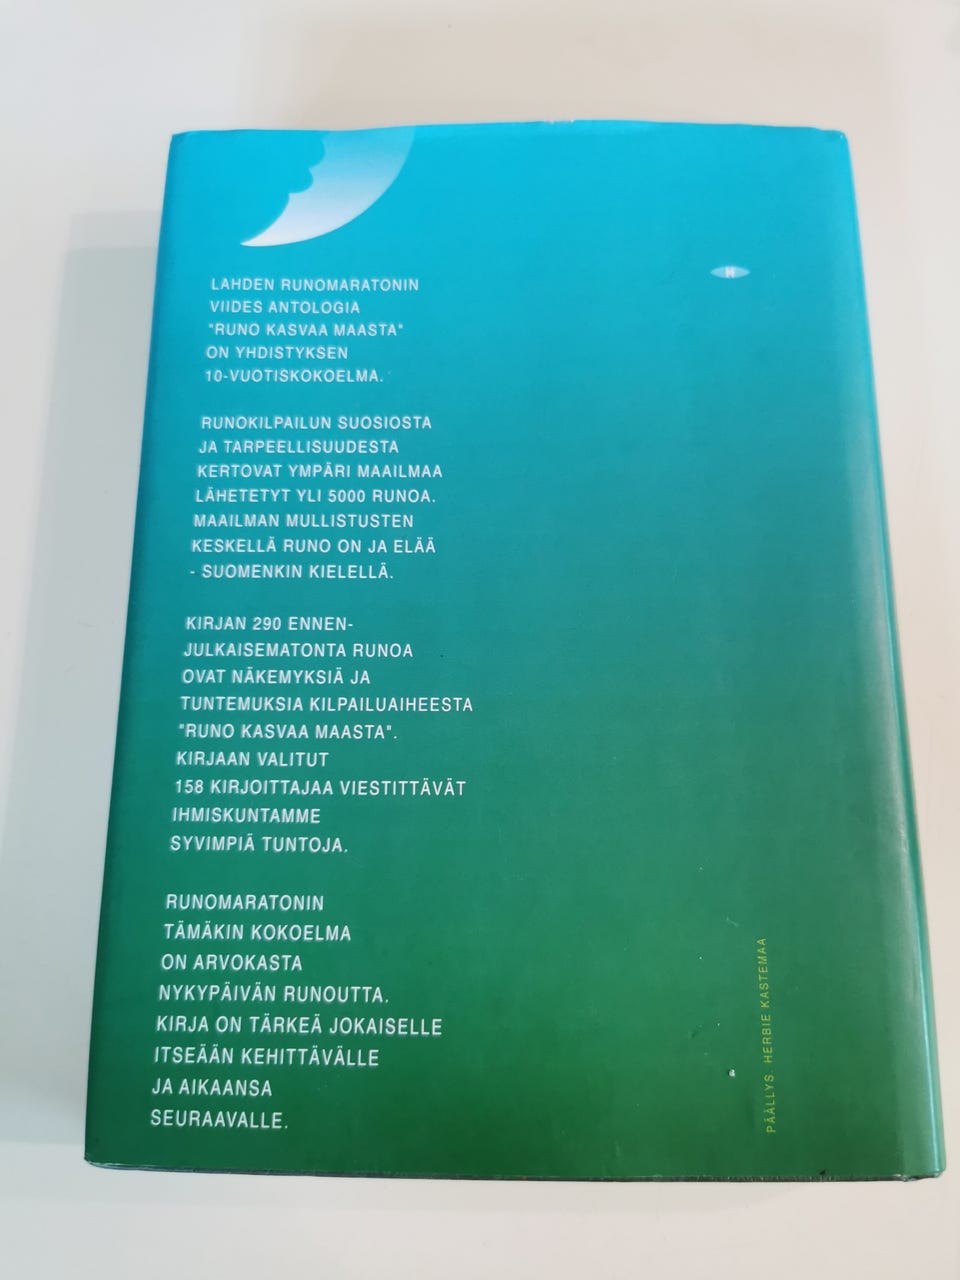 LAHDEN RUNOMARATONIN
VIIDES ANTOLOGIA
"RUNO KASVAA MAASTA"
ON YHDISTYKSEN
10-VUOTISKOKOELMA.
RUNOKILPAILUN SUOSIOSTA
JA TARPEELLISUUDESTA
KERTOVAT YMPÄRI MAAILMAA
LÄHETETYT YLI 5000 RUNOA.
MAAILMAN MULLISTUSTEN
KESKELLÄ RUNO ON JA ELÄÄ
- SUOMENKIN KIELELLÄ.
KIRJAN 290 ENNEN-
JULKAISEMATONTA RUNOA
OVAT NÄKEMYKSIÄ JA
TUNTEMUKSIA KILPAILUAIHEESTA
"RUNO KASVAA MAASTA".
KIRJAAN VALITUT
158 KIRJOITTAJAA VIESTITTÄVÄT
IHMISKUNTAMME
SYVIMPIÄ TUNTOJA.
RUNOMARATONIN
TÄMÄKIN KOKOELMA
ON ARVOKASTA
NYKYPÄIVÄN RUNOUTTA.
KIRJA ON TÄRKEÄ JOKAISELLE
ITSEÄÄN KEHITTÄVÄLLE
JA AIKAANSA
SEURAAVALLE.
H
PÄÄLLYS: HERBIE KASTEMAA